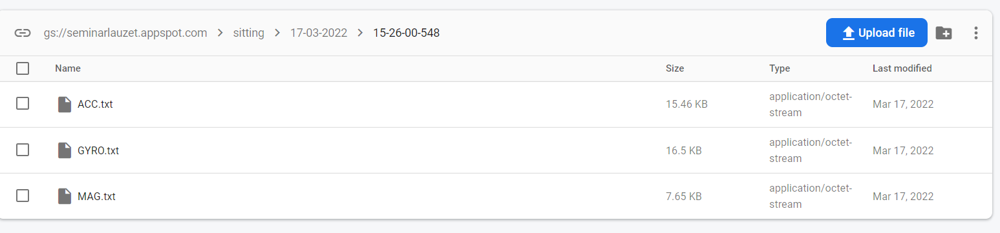 gs://seminarlauzet.appspot.com > sitting > 17-03-2022 > 15-26-00-548 Upload file
Name Size Type Last modified
ACC.txt 15.46 KB application/octet-stream Mar 17, 2022
GYRO.txt 16.5 KB application/octet-stream Mar 17, 2022
MAG.txt 7.65 KB application/octet-stream Mar 17, 2022